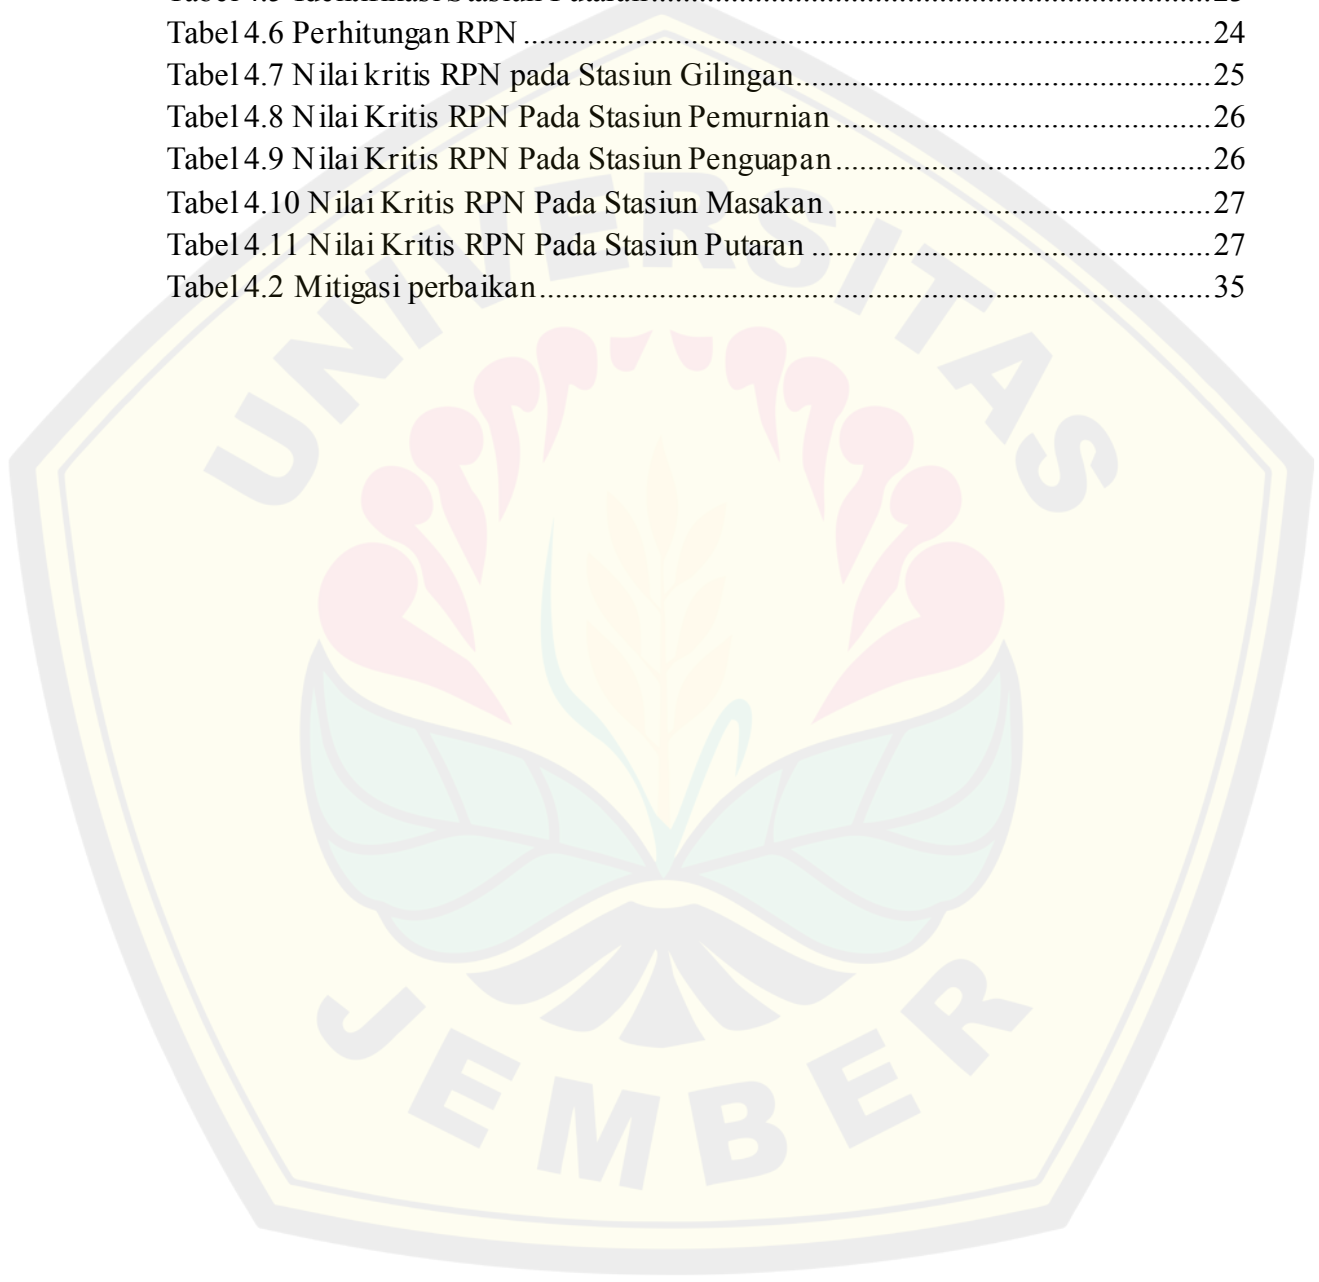 Tabel 4.6 Perhitungan RPN ........................................................................................ 24
Tabel 4.7 Nilai kritis RPN pada Stasiun Gilingan..................................................... 25
Tabel 4.8 Nilai Kritis RPN Pada Stasiun Pemurnian ................................................ 26
Tabel 4.9 Nilai Kritis RPN Pada Stasiun Penguapan ................................................ 26
Tabel 4.10 Nilai Kritis RPN Pada Stasiun Masakan ................................................. 27
Tabel 4.11 Nilai Kritis RPN Pada Stasiun Putaran ................................................... 27
Tabel 4.2 Mitigasi perbaikan..................................................................................... 35
UNIVERSITAS
JEMBER